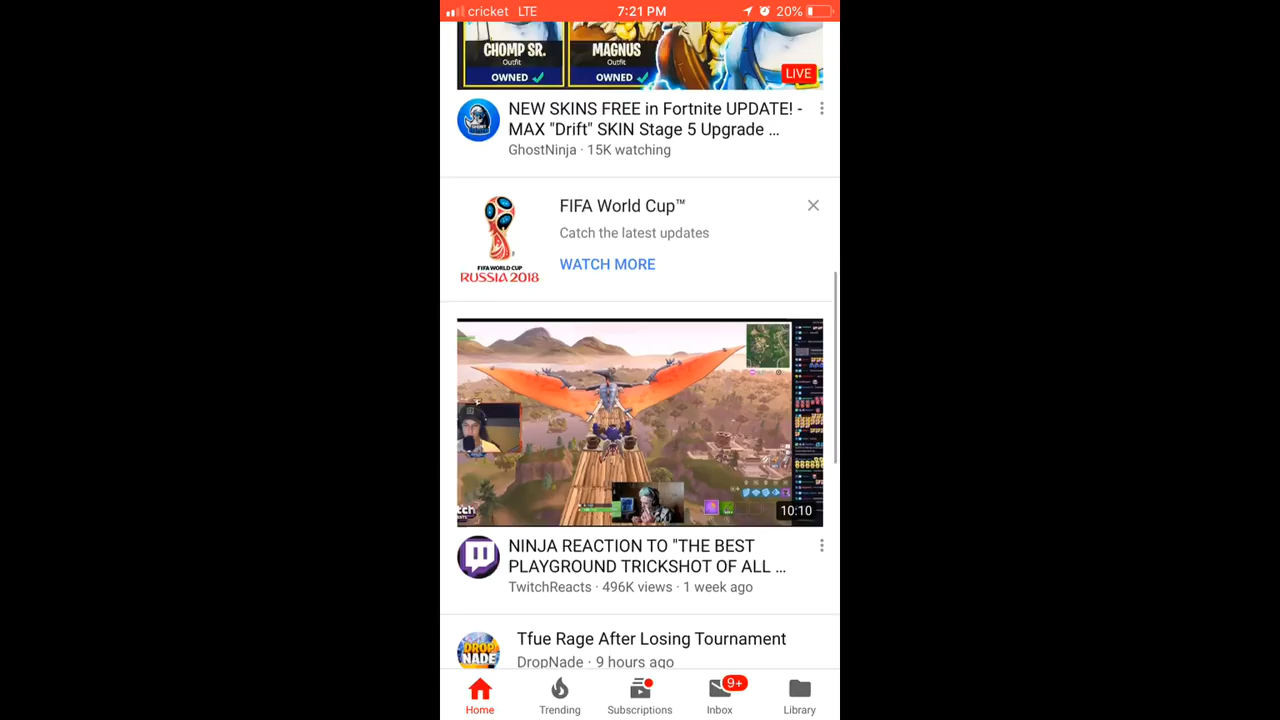 cricket LTE 7:21 PM 20%
CHOMP SR. MAGNUS
Outfit Outfit
OWNED OWNED
LIVE
NEW SKINS FREE in Fortnite UPDATE! -
MAX "Drift" SKIN Stage 5 Upgrade ...
GhostNinja · 15K watching
FIFA World Cup™
Catch the latest updates
WATCH MORE
FIFA WORLD CUP
RUSSIA 2018
10:10
NINJA REACTION TO "THE BEST
PLAYGROUND TRICKSHOT OF ALL ...
TwitchReacts · 496K views · 1 week ago
DROP
NADE
Tfue Rage After Losing Tournament
DropNade · 9 hours ago
9+
Home Trending Subscriptions Inbox Library